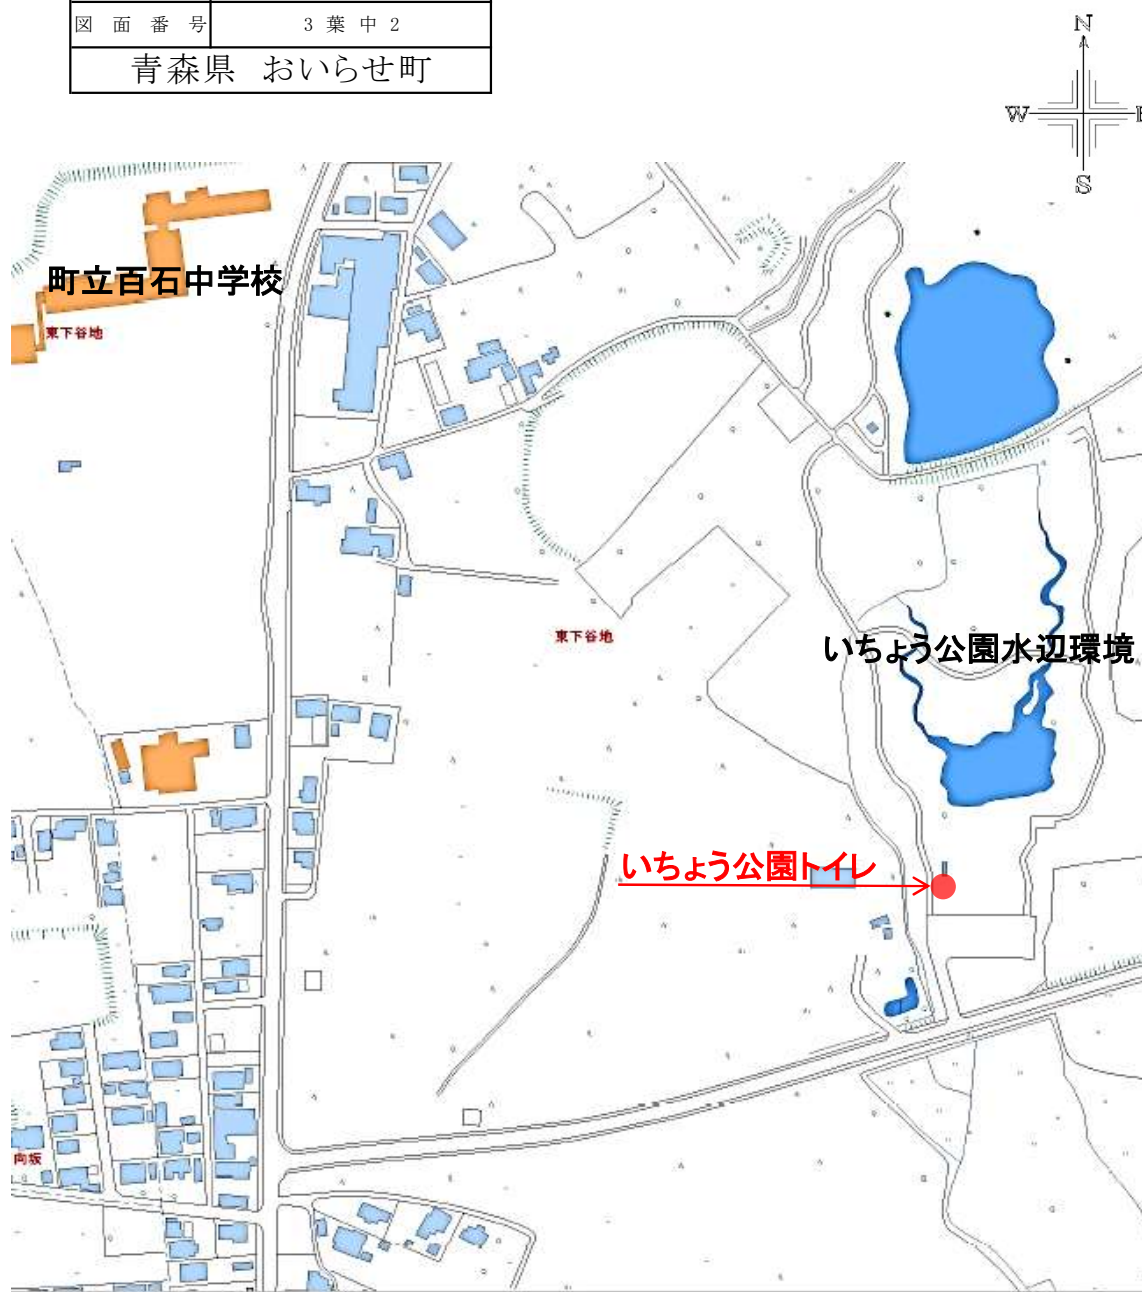 図面番号 3葉中2
青森県 おいらせ町
N
W
S
町立百石中学校
東下谷地
東下谷地
いちょう公園水辺環境
いちょう公園トイレ
向坂